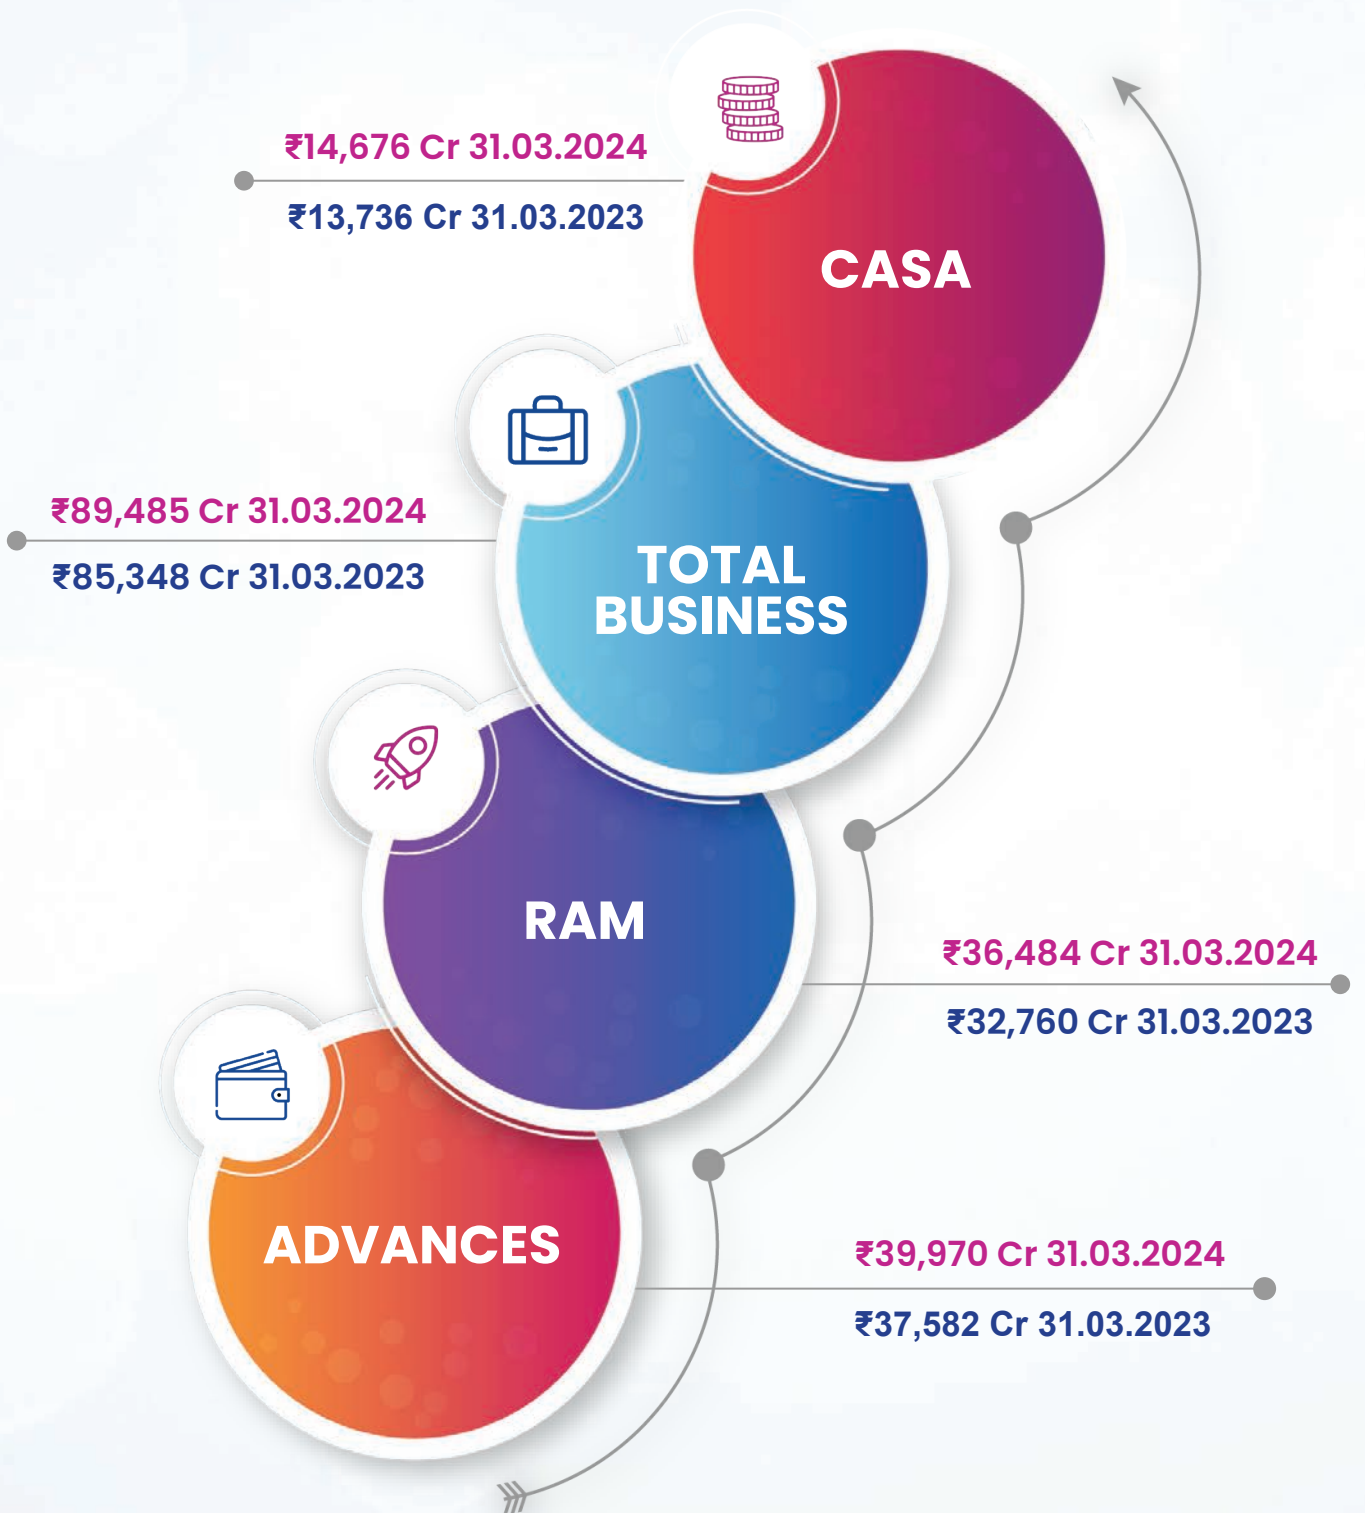 ₹14,676 Cr 31.03.2024
₹13,736 Cr 31.03.2023
CASA
₹89,485 Cr 31.03.2024
₹85,348 Cr 31.03.2023
TOTAL
BUSINESS
RAM
₹36,484 Cr 31.03.2024
₹32,760 Cr 31.03.2023
ADVANCES
₹39,970 Cr 31.03.2024
₹37,582 Cr 31.03.2023